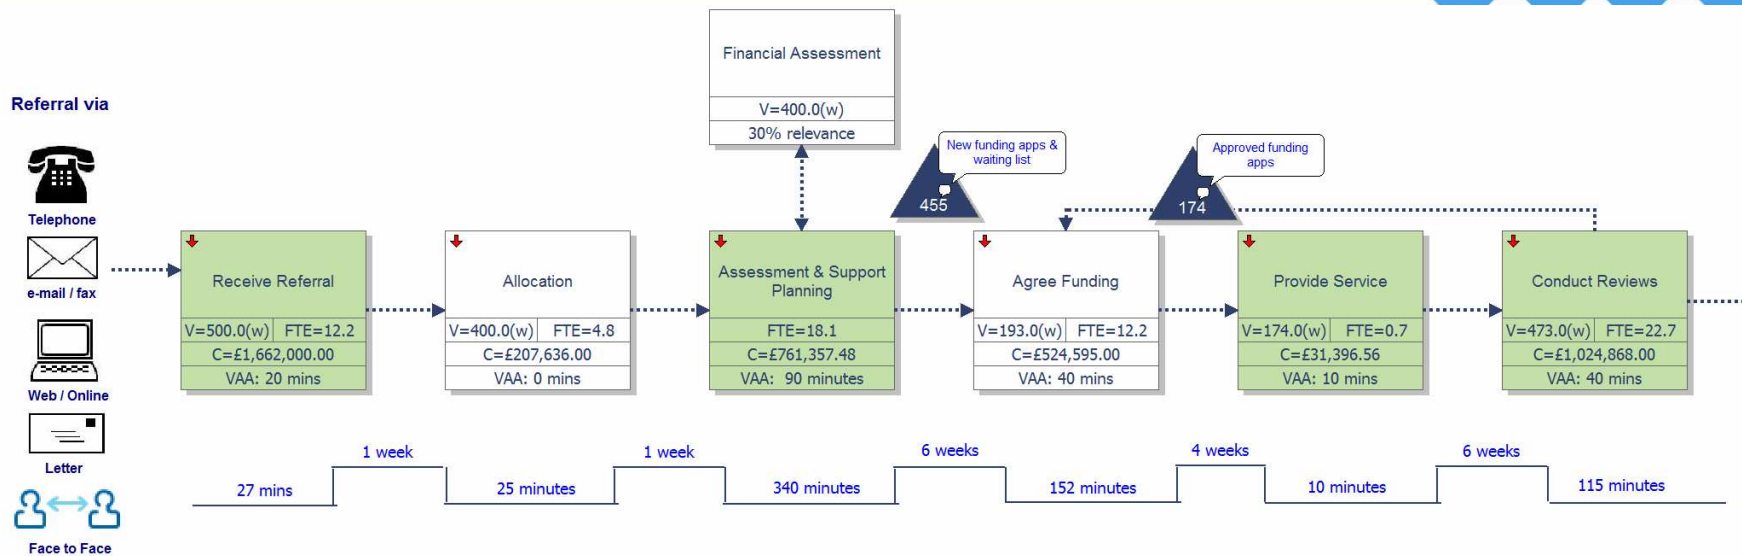 Referral via
Telephone
e-mail / fax
Web / Online
Letter
Face to Face
Financial Assessment
V=400.0(w)
30% relevance
New funding apps &
waiting list
455
Approved funding
apps
174
Receive Referral
V=500.0(w) FTE=12.2
C=£1,662,000.00
VAA: 20 mins
Allocation
V=400.0(w) FTE=4.8
C=£207,636.00
VAA: 0 mins
Assessment & Support
Planning
FTE=18.1
C=£761,357.48
VAA: 90 minutes
Agree Funding
V=193.0(w) FTE=12.2
C=£524,595.00
VAA: 40 mins
Provide Service
V=174.0(w) FTE=0.7
C=£31,396.56
VAA: 10 mins
Conduct Reviews
V=473.0(w) FTE=22.7
C=£1,024,868.00
VAA: 40 mins
27 mins
1 week
25 minutes
1 week
340 minutes
6 weeks
152 minutes
4 weeks
10 minutes
6 weeks
115 minutes